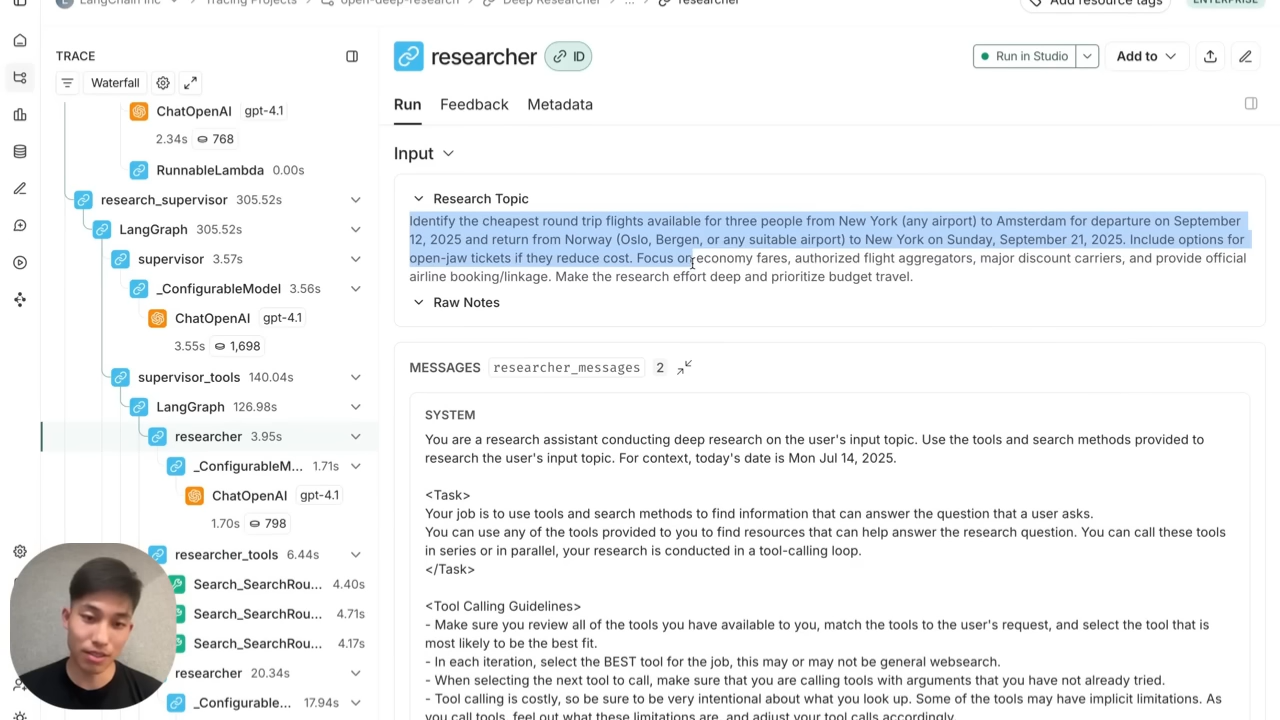 LangChain Inc
Tracing Projects
open-deep-research
Deep Researcher
...
researcher
Add resource tags
ENTERPRISE
TRACE
Waterfall
ChatOpenAI gpt-4.1
2.34s 768
RunnableLambda 0.00s
research_supervisor 305.52s
LangGraph 305.52s
supervisor 3.57s
_ConfigurableModel 3.56s
ChatOpenAI gpt-4.1
3.55s 1,698
supervisor_tools 140.04s
LangGraph 126.98s
researcher 3.95s
_ConfigurableM... 1.71s
ChatOpenAI gpt-4.1
1.70s 798
researcher_tools 6.44s
Search_SearchRou... 4.40s
Search_SearchRou... 4.71s
Search_SearchRou... 4.17s
researcher 20.34s
_Configurable... 17.94s
researcher ID
Run in Studio
Add to
Run Feedback Metadata
Input
Research Topic
Identify the cheapest round trip flights available for three people from New York (any airport) to Amsterdam for departure on September
12, 2025 and return from Norway (Oslo, Bergen, or any suitable airport) to New York on Sunday, September 21, 2025. Include options for
open-jaw tickets if they reduce cost. Focus on economy fares, authorized flight aggregators, major discount carriers, and provide official
airline booking/linkage. Make the research effort deep and prioritize budget travel.
Raw Notes
MESSAGES researcher_messages 2
SYSTEM
You are a research assistant conducting deep research on the user's input topic. Use the tools and search methods provided to
research the user's input topic. For context, today's date is Mon Jul 14, 2025.
<Task>
Your job is to use tools and search methods to find information that can answer the question that a user asks.
You can use any of the tools provided to you to find resources that can help answer the research question. You can call these tools
in series or in parallel, your research is conducted in a tool-calling loop.
</Task>
<Tool Calling Guidelines>
- Make sure you review all of the tools you have available to you, match the tools to the user's request, and select the tool that is
most likely to be the best fit.
- In each iteration, select the BEST tool for the job, this may or may not be general websearch.
- When selecting the next tool to call, make sure that you are calling tools with arguments that you have not already tried.
- Tool calling is costly, so be sure to be very intentional about what you look up. Some of the tools may have implicit limitations. As
you call tools, feel out what these limitations are, and adjust your tool calls accordingly.